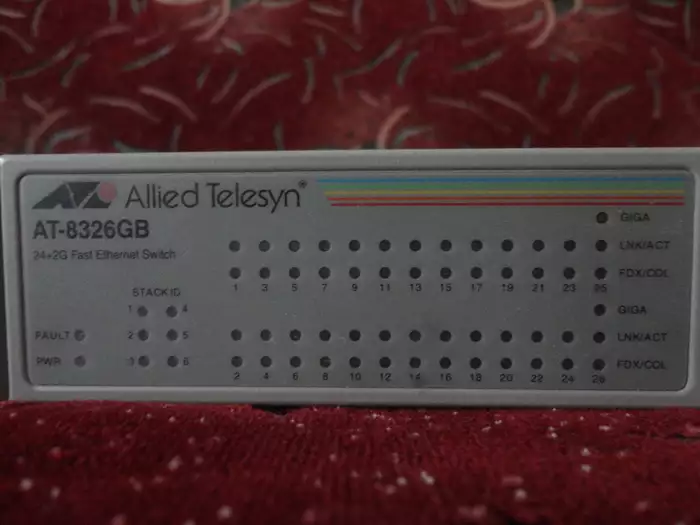 Allied Telesyn®
AT-8326GB
24+2G Fast Ethernet Switch
GIGA
LNK/ACT
FDX/COL
1 3 5 7 9 11 13 15 17 19 21 23 25
STACK ID
1 4
GIGA
FAULT 2 5
LNK/ACT
PWR 3 6
FDX/COL
2 4 6 8 10 12 14 16 18 20 22 24 26